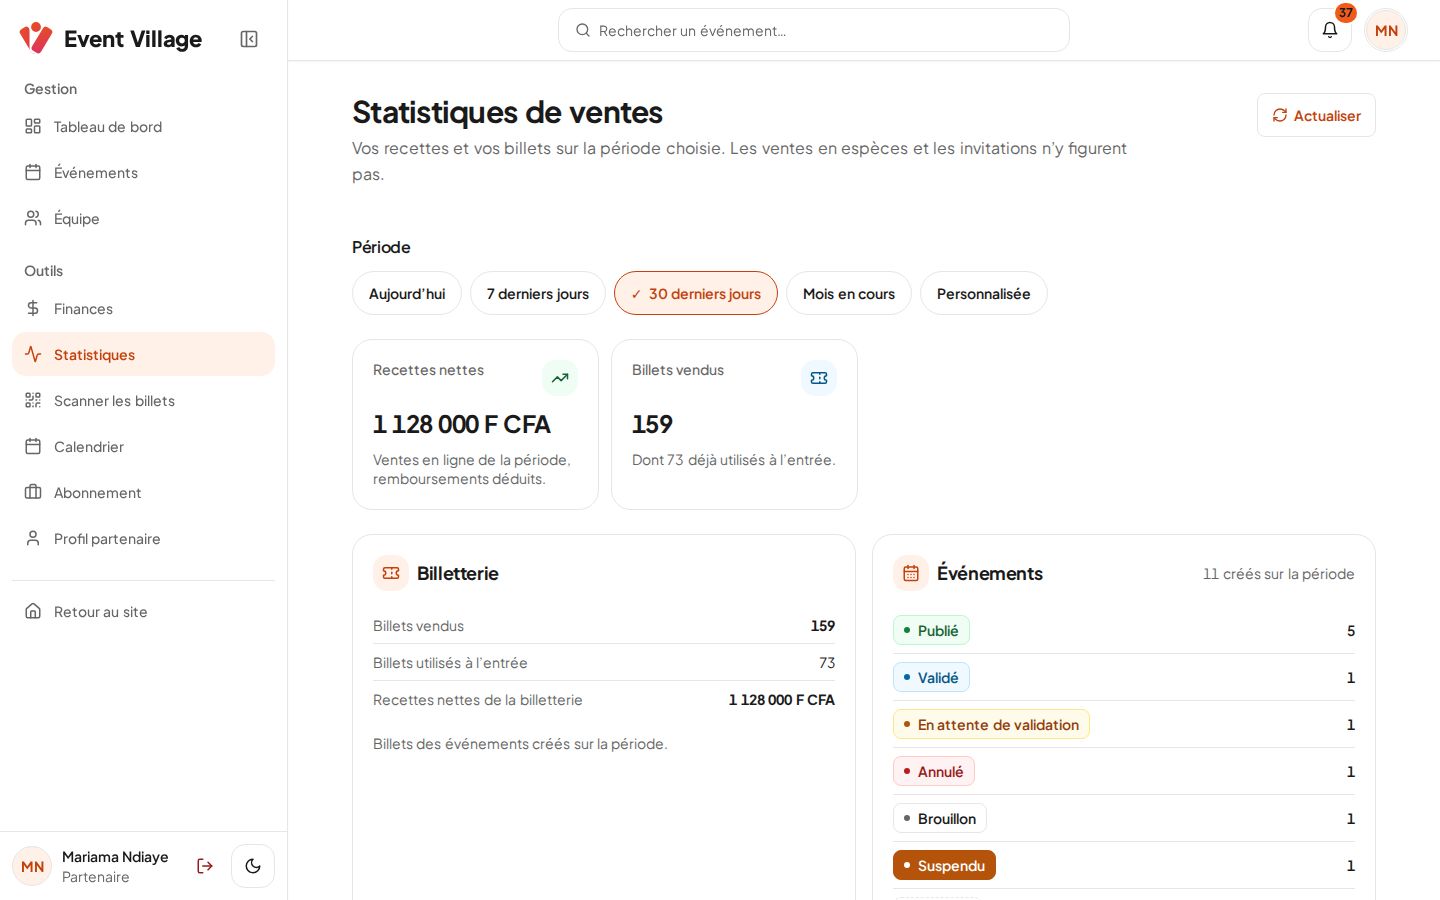 Event Village
Gestion
Tableau de bord
Événements
Équipe
Outils
Finances
Statistiques
Scanner les billets
Calendrier
Abonnement
Profil partenaire
Retour au site
MN
Mariama Ndiaye
Partenaire
Rechercher un événement...
37
MN
Statistiques de ventes
Actualiser
Vos recettes et vos billets sur la période choisie. Les ventes en espèces et les invitations n’y figurent
pas.
Période
Aujourd’hui
7 derniers jours
✓ 30 derniers jours
Mois en cours
Personnalisée
Recettes nettes
1 128 000 F CFA
Ventes en ligne de la période,
remboursements déduits.
Billets vendus
159
Dont 73 déjà utilisés à l’entrée.
Billetterie
Billets vendus 159
Billets utilisés à l’entrée 73
Recettes nettes de la billetterie 1 128 000 F CFA
Billets des événements créés sur la période.
Événements 11 créés sur la période
Publié 5
Validé 1
En attente de validation 1
Annulé 1
Brouillon 1
Suspendu 1